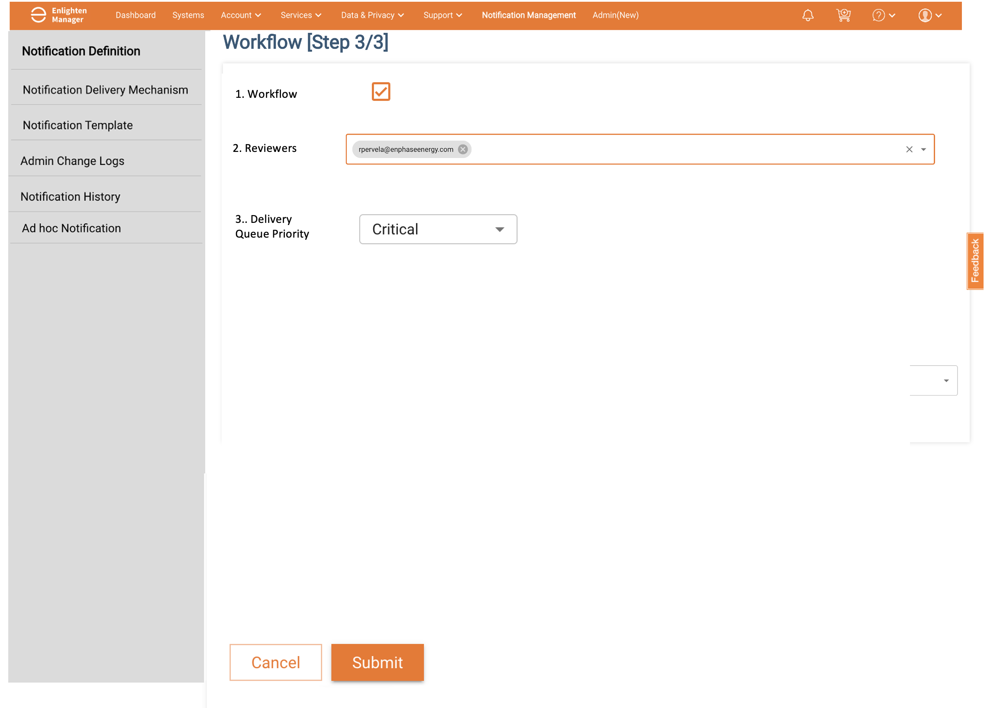 Enlighten
Manager
Dashboard Systems Account Services Data & Privacy Support Notification Management Admin(New)
Workflow [Step 3/3]
Notification Definition
Notification Delivery Mechanism
Notification Template
Admin Change Logs
Notification History
Ad hoc Notification
1. Workflow
2. Reviewers
rpervela@enphaseenergy.com
3.. Delivery
Queue Priority
Critical
Feedback
Cancel
Submit